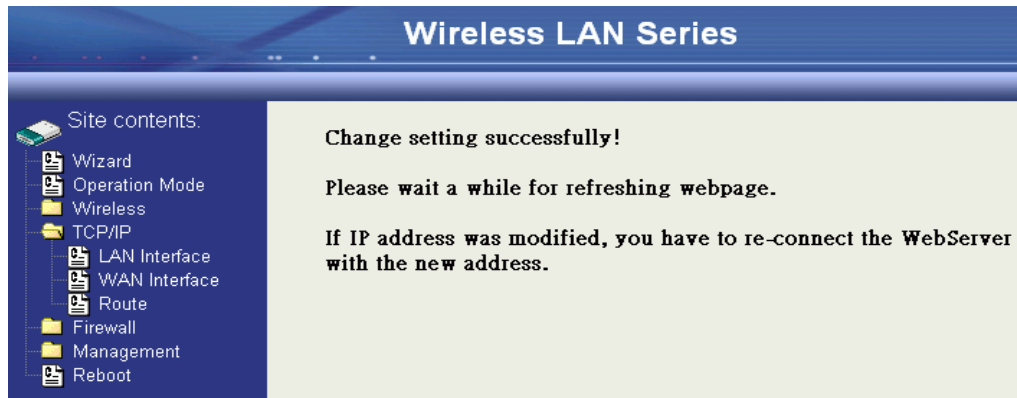 Wireless LAN Series
Site contents:
Wizard
Operation Mode
Wireless
TCP/IP
LAN Interface
WAN Interface
Route
Firewall
Management
Reboot
Change setting successfully!
Please wait a while for refreshing webpage.
If IP address was modified, you have to re-connect the WebServer
with the new address.